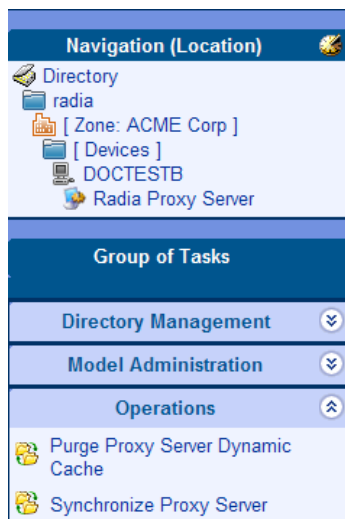 Navigation (Location)
Directory
radia
[ Zone: ACME Corp ]
[ Devices ]
DOCTESTB
Radia Proxy Server
Group of Tasks
Directory Management
Model Administration
Operations
Purge Proxy Server Dynamic
Cache
Synchronize Proxy Server